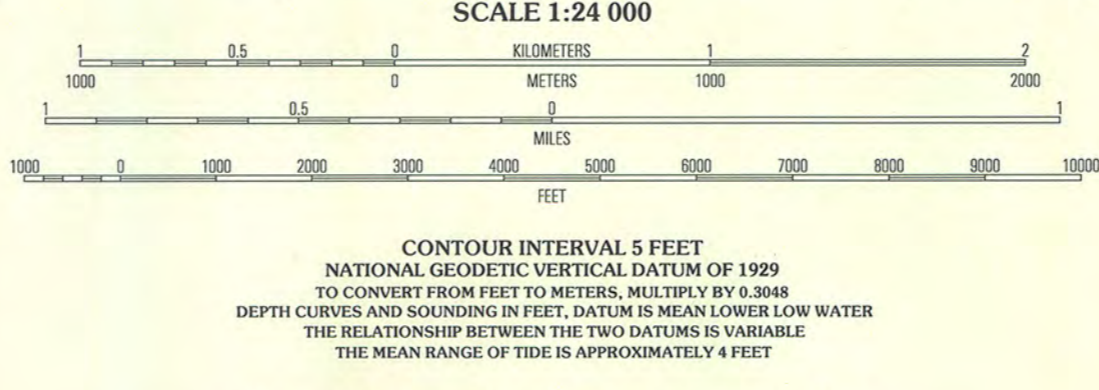 SCALE 1:24 000
1 0.5 0 KILOMETERS 1 2
1000 0 METERS 1000 2000
1 0.5 0 1
MILES
1000 0 1000 2000 3000 4000 5000 6000 7000 8000 9000 10000
FEET
CONTOUR INTERVAL 5 FEET
NATIONAL GEODETIC VERTICAL DATUM OF 1929
TO CONVERT FROM FEET TO METERS, MULTIPLY BY 0.3048
DEPTH CURVES AND SOUNDING IN FEET, DATUM IS MEAN LOWER LOW WATER
THE RELATIONSHIP BETWEEN THE TWO DATUMS IS VARIABLE
THE MEAN RANGE OF TIDE IS APPROXIMATELY 4 FEET